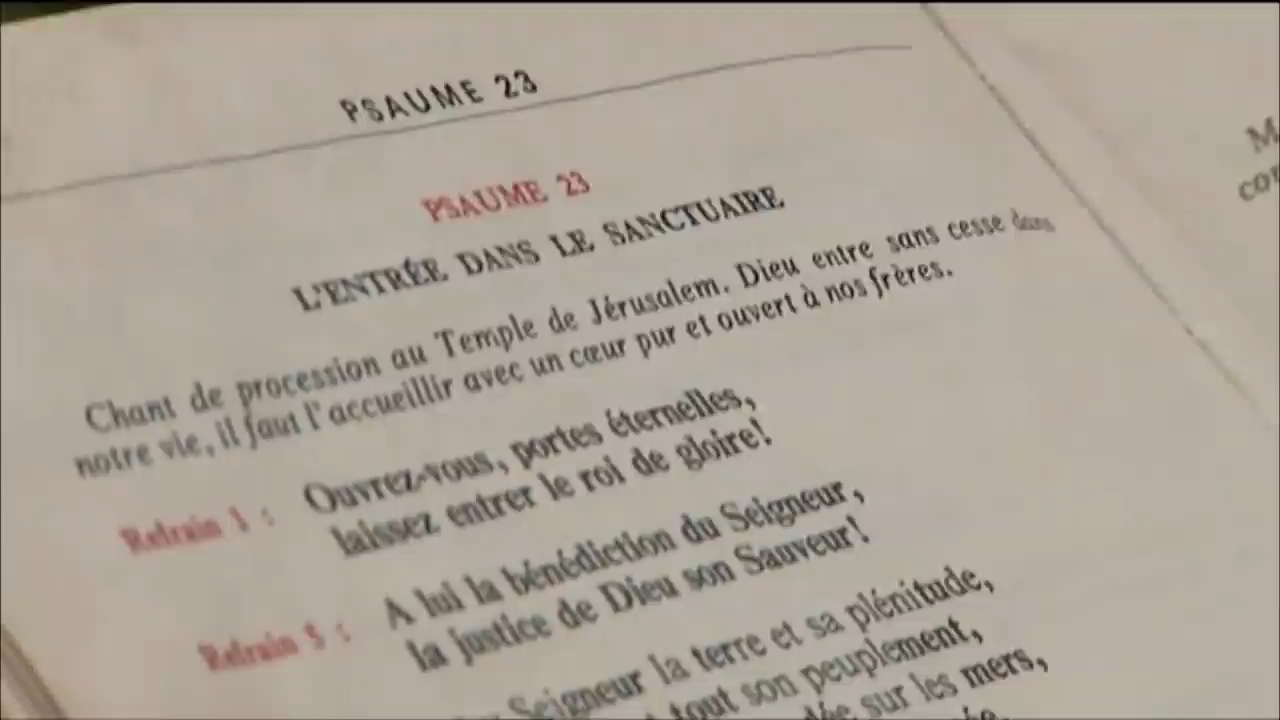 PSAUME 23
PSAUME 23
L'ENTRÉE DANS LE SANCTUAIRE
Chant de procession au Temple de Jérusalem. Dieu entre sans cesse dans
notre vie, il faut l'accueillir avec un cœur pur et ouvert à nos frères.
Refrain 1 : Ouvrez-vous, portes éternelles,
laissez entrer le roi de gloire!
Refrain 5 : A lui la bénédiction du Seigneur,
la justice de Dieu son Sauveur!
Seigneur la terre et sa plénitude,
tout son peuplement,
sur les mers,